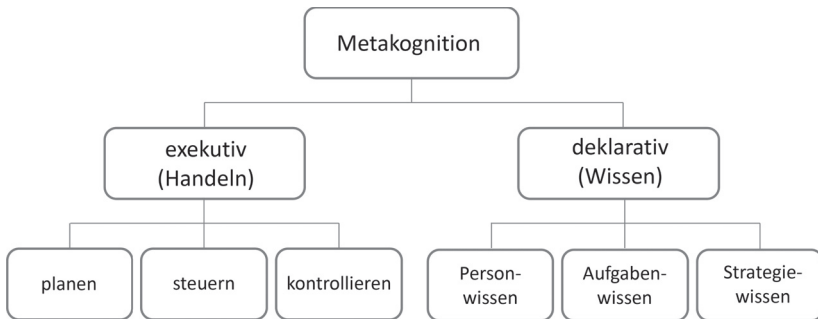 Metakognition
exekutiv
(Handeln)
deklarativ
(Wissen)
planen
steuern
kontrollieren
Person-
wissen
Aufgaben-
wissen
Strategie-
wissen